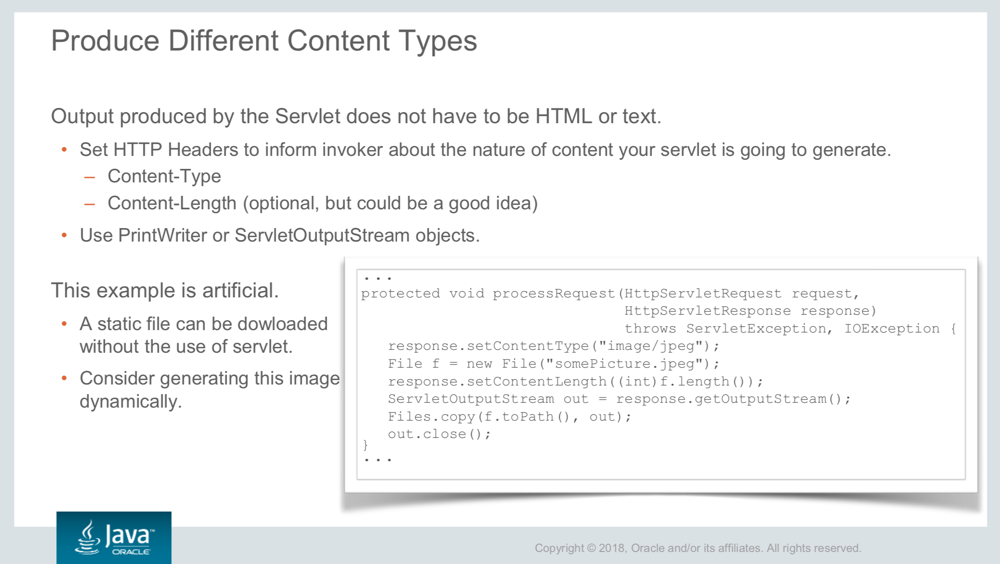 Produce Different Content Types
Output produced by the Servlet does not have to be HTML or text.
• Set HTTP Headers to inform invoker about the nature of content your servlet is going to generate.
– Content-Type
– Content-Length (optional, but could be a good idea)
• Use PrintWriter or ServletOutputStream objects.
This example is artificial.
• A static file can be dowloaded
without the use of servlet.
• Consider generating this image
dynamically.
...
protected void processRequest(HttpServletRequest request,
                              HttpServletResponse response)
                              throws ServletException, IOException {
   response.setContentType("image/jpeg");
   File f = new File("somePicture.jpeg");
   response.setContentLength((int)f.length());
   ServletOutputStream out = response.getOutputStream();
   Files.copy(f.toPath(), out);
   out.close();
}
...
Java™
ORACLE
Copyright © 2018, Oracle and/or its affiliates. All rights reserved.